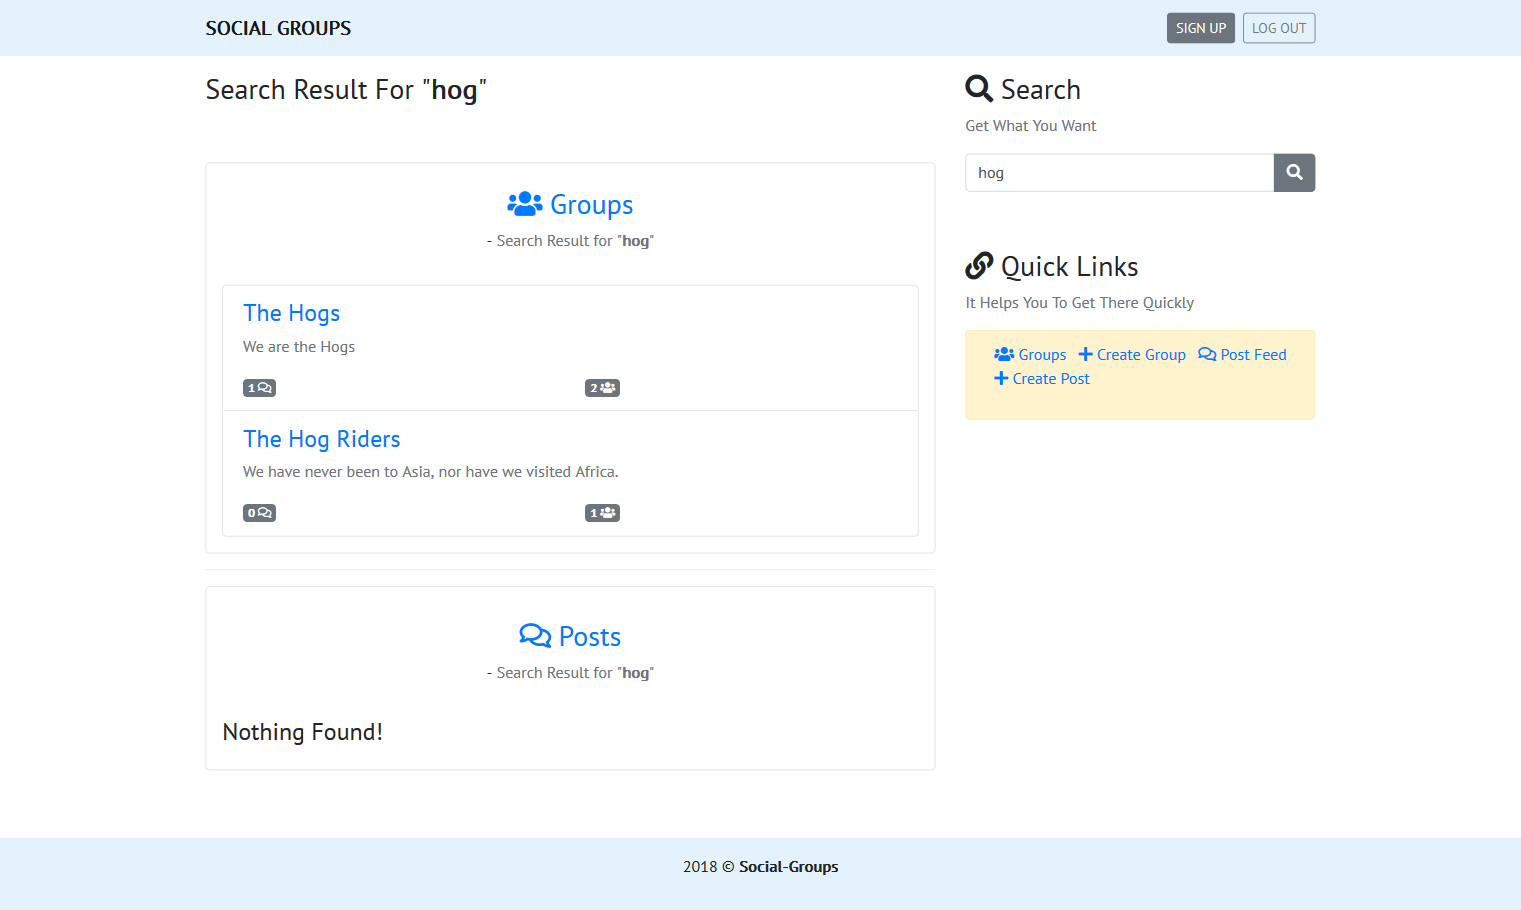 SOCIAL GROUPS
SIGN UP
LOG OUT
Search Result For "hog"
Groups
- Search Result for "hog"
The Hogs
We are the Hogs
1
2
The Hog Riders
We have never been to Asia, nor have we visited Africa.
0
1
Posts
- Search Result for "hog"
Nothing Found!
Search
Get What You Want
hog
Quick Links
It Helps You To Get There Quickly
Groups Create Group Post Feed
Create Post
2018 © Social-Groups